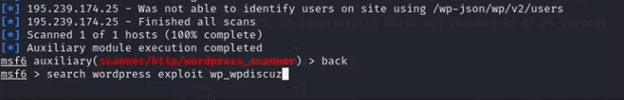 [*] 195.239.174.25 - Was not able to identify users on site using /wp-json/wp/v2/users
[*] 195.239.174.25 - Finished all scans
[*] Scanned 1 of 1 hosts (100% complete)
[*] Auxiliary module execution completed
msf6 auxiliary(scanner/http/wordpress_scanner) > back
msf6 > search wordpress exploit wp_wpdiscuz